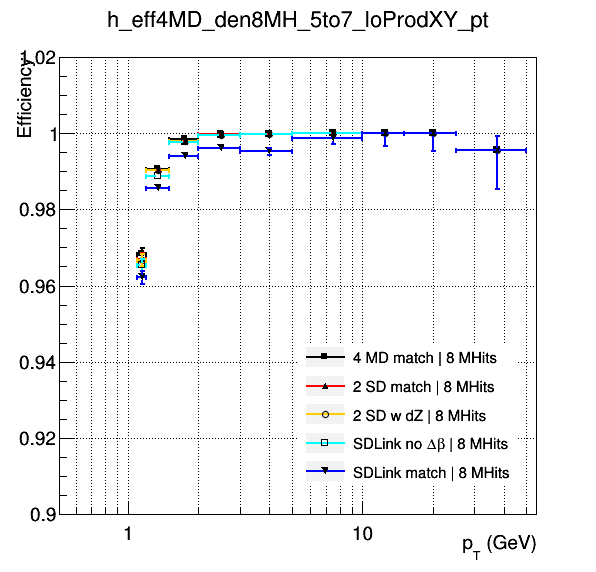 h_eff4MD_den8MH_5to7_loProdXY_pt
Efficiency
1.02
1
0.98
0.96
0.94
0.92
0.9
4 MD match | 8 MHits
2 SD match | 8 MHits
2 SD w dZ | 8 MHits
SDLink no Δβ | 8 MHits
SDLink match | 8 MHits
1
10
p_T (GeV)